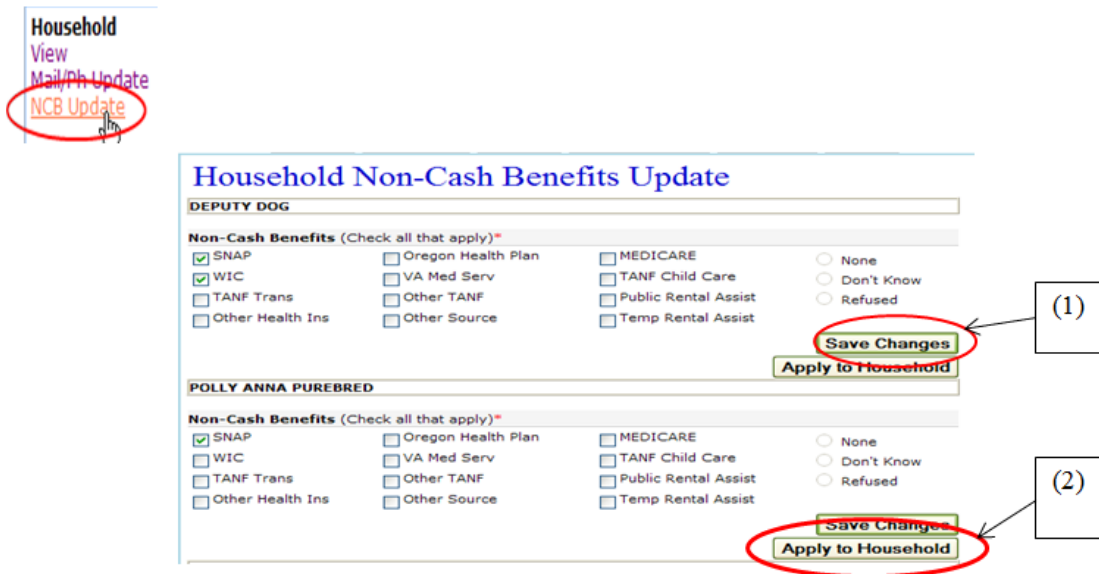 Household
View
Mail/Ph Update
NCB Update
Household Non-Cash Benefits Update
DEPUTY DOG
Non-Cash Benefits (Check all that apply)*
SNAP Oregon Health Plan MEDICARE None
WIC VA Med Serv TANF Child Care Don't Know
TANF Trans Other TANF Public Rental Assist Refused
Other Health Ins Other Source Temp Rental Assist
(1)
Save Changes
Apply to Household
POLLY ANNA PUREBRED
Non-Cash Benefits (Check all that apply)*
SNAP Oregon Health Plan MEDICARE None
WIC VA Med Serv TANF Child Care Don't Know
TANF Trans Other TANF Public Rental Assist Refused
Other Health Ins Other Source Temp Rental Assist
(2)
Save Changes
Apply to Household